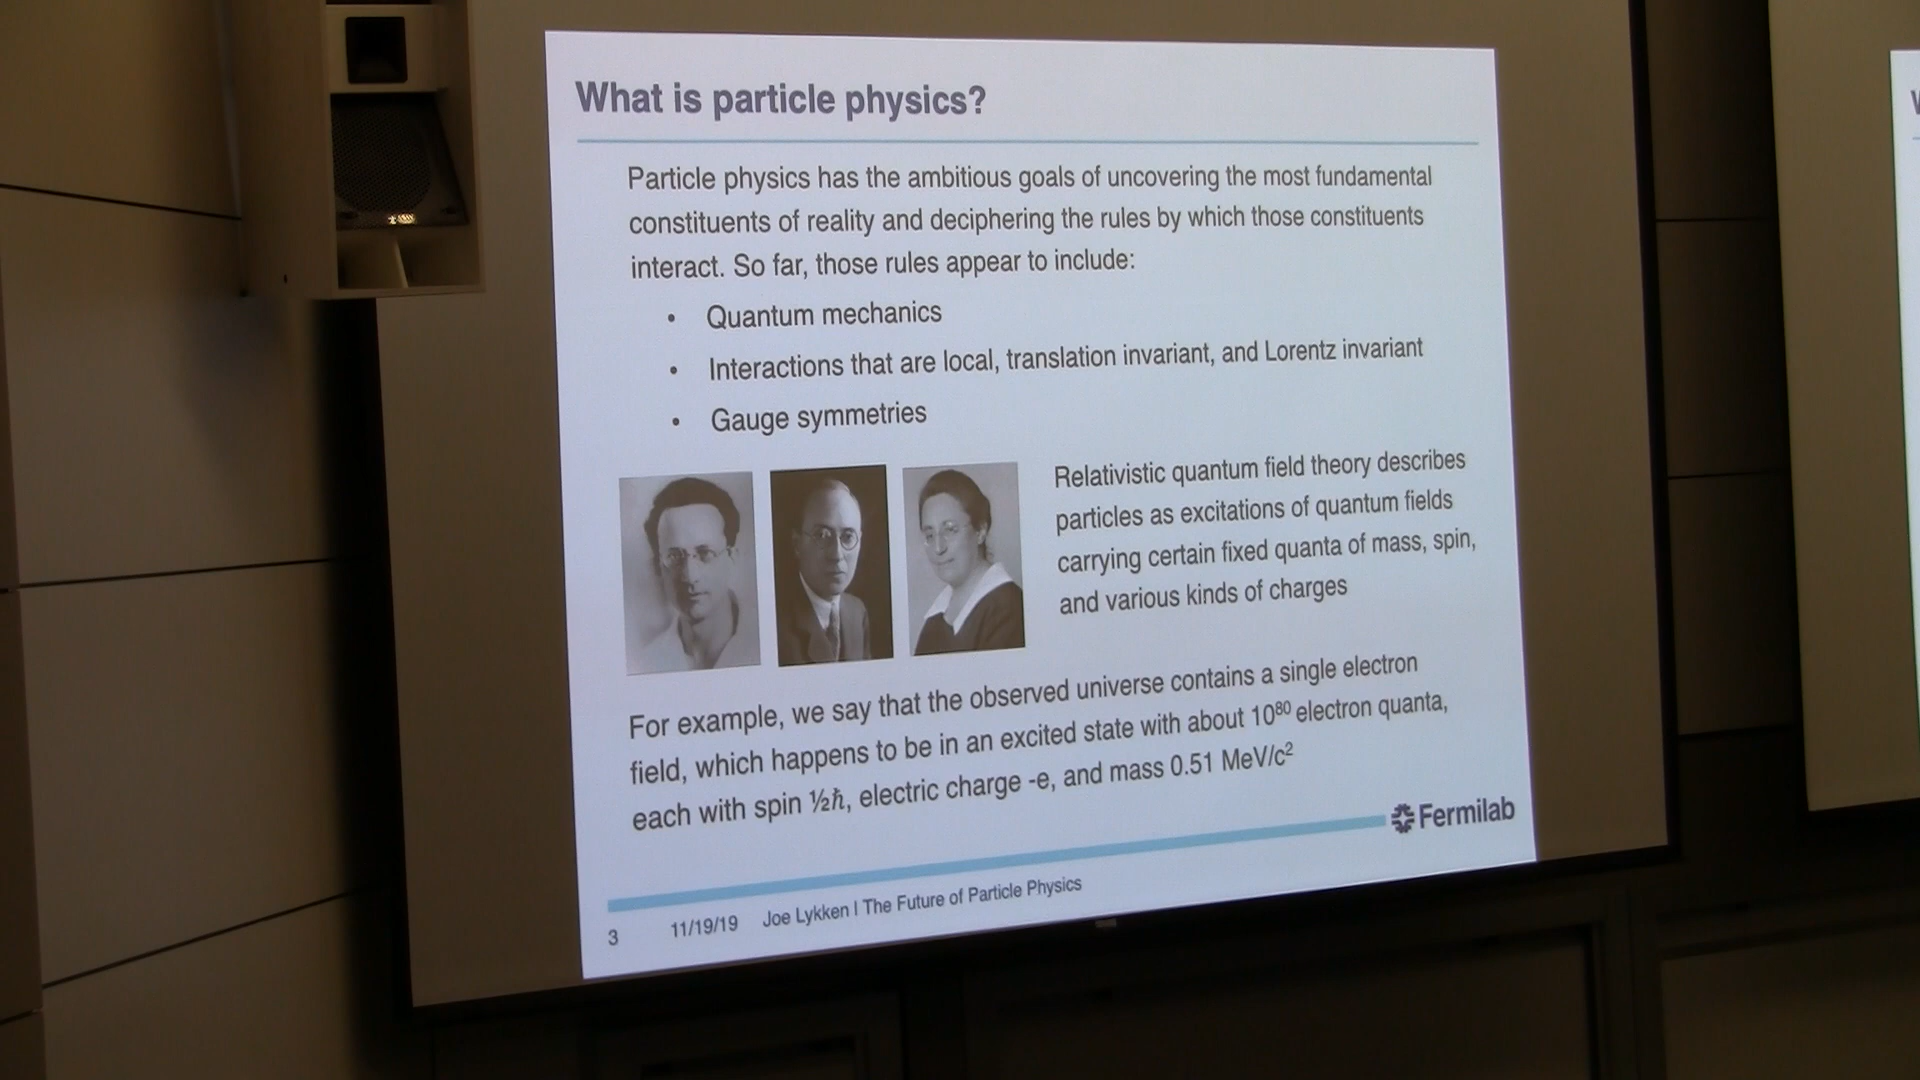 What is particle physics?
Particle physics has the ambitious goals of uncovering the most fundamental
constituents of reality and deciphering the rules by which those constituents
interact. So far, those rules appear to include:
• Quantum mechanics
• Interactions that are local, translation invariant, and Lorentz invariant
• Gauge symmetries
Relativistic quantum field theory describes
particles as excitations of quantum fields
carrying certain fixed quanta of mass, spin,
and various kinds of charges
For example, we say that the observed universe contains a single electron
field, which happens to be in an excited state with about 10⁸⁰ electron quanta,
each with spin ½ℏ, electric charge -e, and mass 0.51 MeV/c²
Fermilab
3 11/19/19 Joe Lykken | The Future of Particle Physics